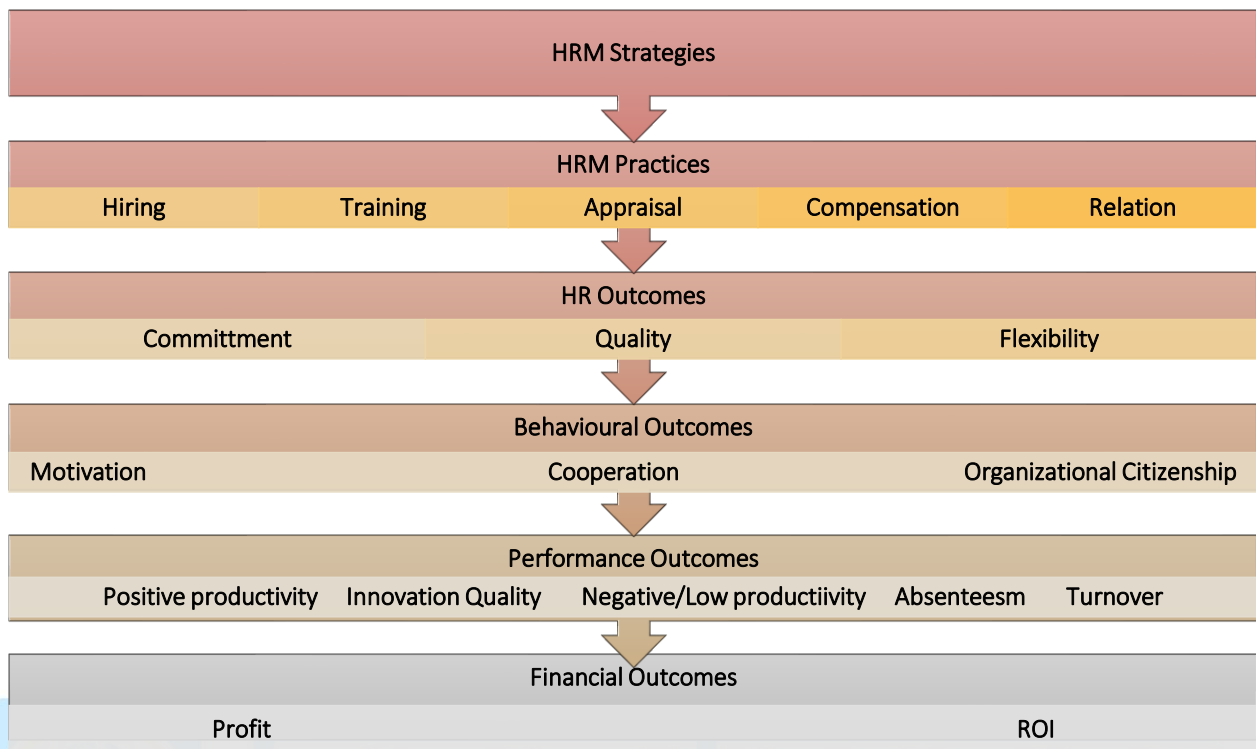 HRM Strategies
HRM Practices
Hiring Training Appraisal Compensation Relation
HR Outcomes
Committment Quality Flexibility
Behavioural Outcomes
Motivation Cooperation Organizational Citizenship
Performance Outcomes
Positive productivity Innovation Quality Negative/Low productiivity Absenteesm Turnover
Financial Outcomes
Profit ROI